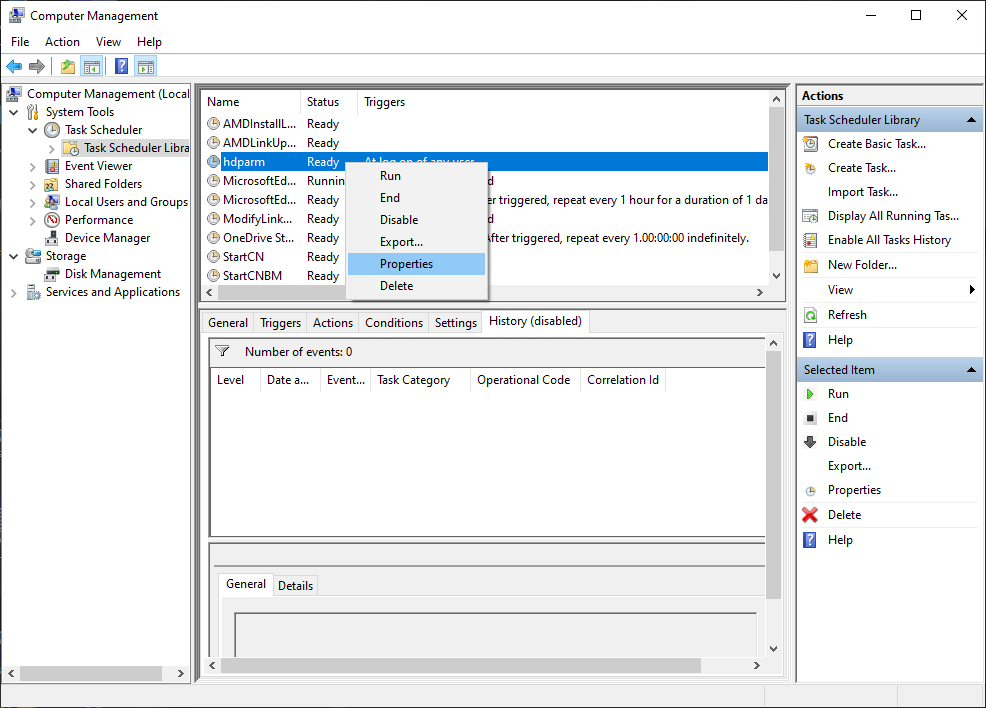 Computer Management
File Action View Help
Computer Management (Local
System Tools
Task Scheduler
Task Scheduler Libra
Event Viewer
Shared Folders
Local Users and Groups
Performance
Device Manager
Storage
Disk Management
Services and Applications
Name Status Triggers
AMDInstallL... Ready
AMDLinkUp... Ready
hdparm Ready At log on of any user
MicrosoftEd... Runnin d
MicrosoftEd... Ready er triggered, repeat every 1 hour for a duration of 1 da
ModifyLink... Ready d
OneDrive St... Ready After triggered, repeat every 1.00:00:00 indefinitely.
StartCN Ready
StartCNBM Ready
Run
End
Disable
Export...
Properties
Delete
General Triggers Actions Conditions Settings History (disabled)
Number of events: 0
Level Date a... Event... Task Category Operational Code Correlation Id
General Details
Actions
Task Scheduler Library
Create Basic Task...
Create Task...
Import Task...
Display All Running Tas...
Enable All Tasks History
New Folder...
View
Refresh
Help
Selected Item
Run
End
Disable
Export...
Properties
Delete
Help